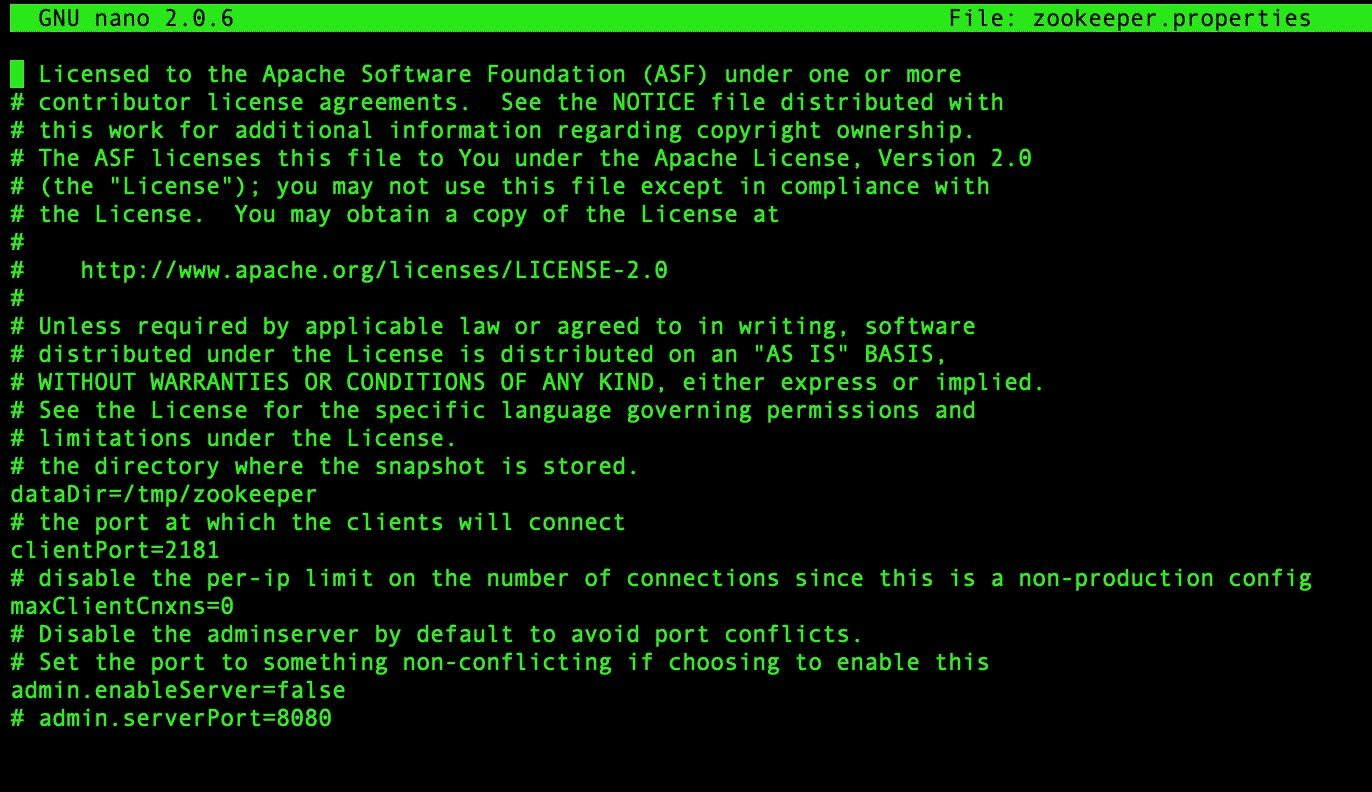 GNU nano 2.0.6 File: zookeeper.properties
Licensed to the Apache Software Foundation (ASF) under one or more
# contributor license agreements.  See the NOTICE file distributed with
# this work for additional information regarding copyright ownership.
# The ASF licenses this file to You under the Apache License, Version 2.0
# (the "License"); you may not use this file except in compliance with
# the License.  You may obtain a copy of the License at
#
#    http://www.apache.org/licenses/LICENSE-2.0
#
# Unless required by applicable law or agreed to in writing, software
# distributed under the License is distributed on an "AS IS" BASIS,
# WITHOUT WARRANTIES OR CONDITIONS OF ANY KIND, either express or implied.
# See the License for the specific language governing permissions and
# limitations under the License.
# the directory where the snapshot is stored.
dataDir=/tmp/zookeeper
# the port at which the clients will connect
clientPort=2181
# disable the per-ip limit on the number of connections since this is a non-production config
maxClientCnxns=0
# Disable the adminserver by default to avoid port conflicts.
# Set the port to something non-conflicting if choosing to enable this
admin.enableServer=false
# admin.serverPort=8080